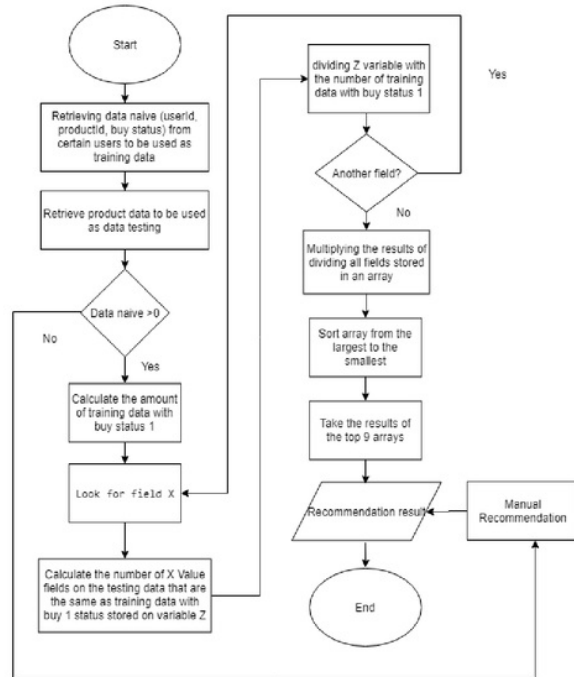 Start
Retrieving data naive (userId,
productId, buy status) from
certain users to be used as
training data
Retrieve product data to be used
as data testing
Data naive >0
No
Yes
Calculate the amount
of training data with
buy status 1
Look for field X
Calculate the number of X Value
fields on the testing data that are
the same as training data with
buy 1 status stored on variable Z
dividing Z variable with
the number of training
data with buy status 1
Yes
Another field?
No
Multiplying the results of
dividing all fields stored
in an array
Sort array from the
largest to the
smallest
Take the results of
the top 9 arrays
Recommendation result
Manual
Recommendation
End